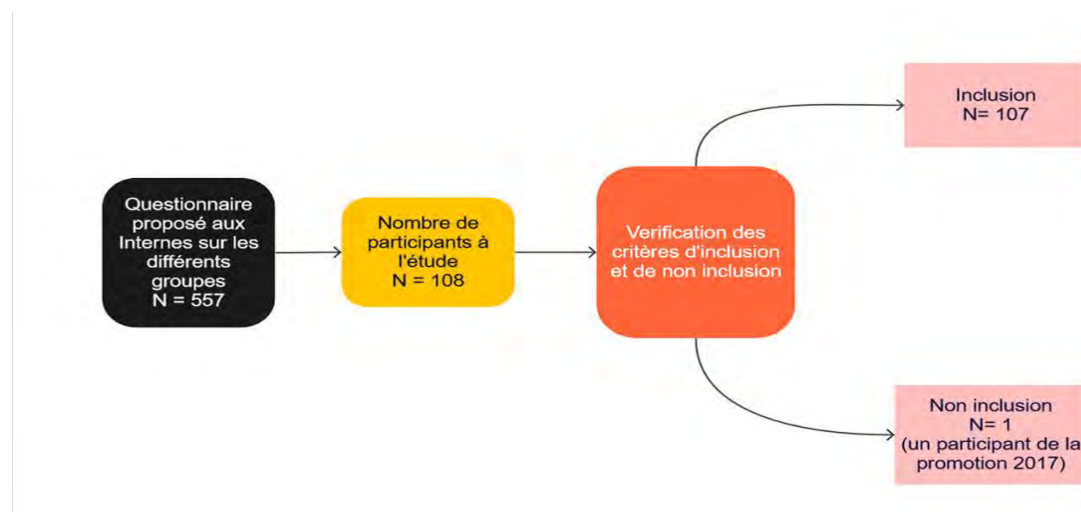 Questionnaire
proposé aux
Internes sur les
différents
groupes
N = 557
Nombre de
participants à
l'étude
N = 108
Verification des
critères d'inclusion
et de non inclusion
Inclusion
N= 107
Non inclusion
N= 1
(un participant de la
promotion 2017)